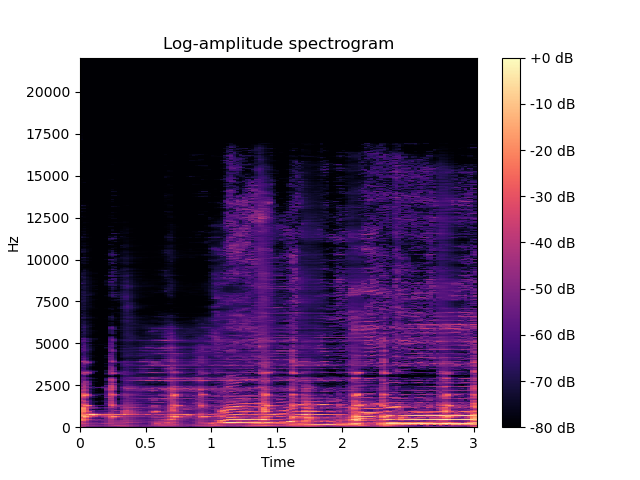 Log-amplitude spectrogram
+0 dB
20000
-10 dB
17500
-20 dB
15000
-30 dB
12500
-40 dB
Hz
10000
-50 dB
7500
-60 dB
5000
-70 dB
2500
0
-80 dB
0 0.5 1 1.5 2 2.5 3
Time